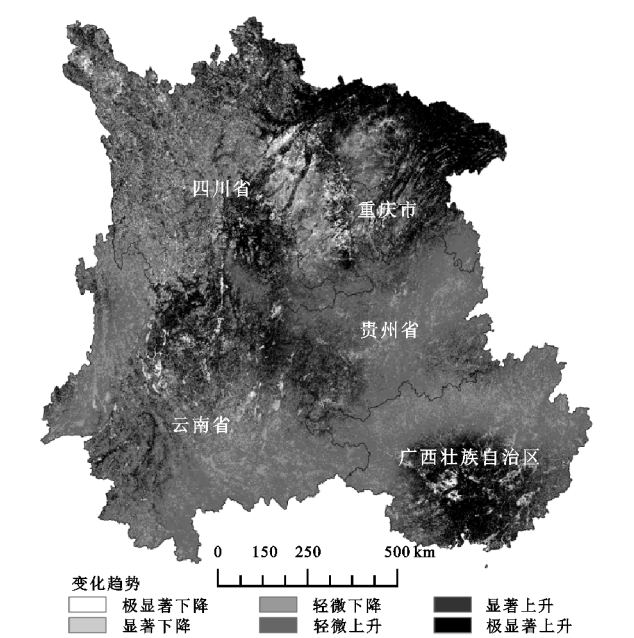 四川省
重庆市
贵州省
云南省
广西壮族自治区
0 150 250 500 km
变化趋势
极显著下降 轻微下降 显著上升
显著下降 轻微上升 极显著上升